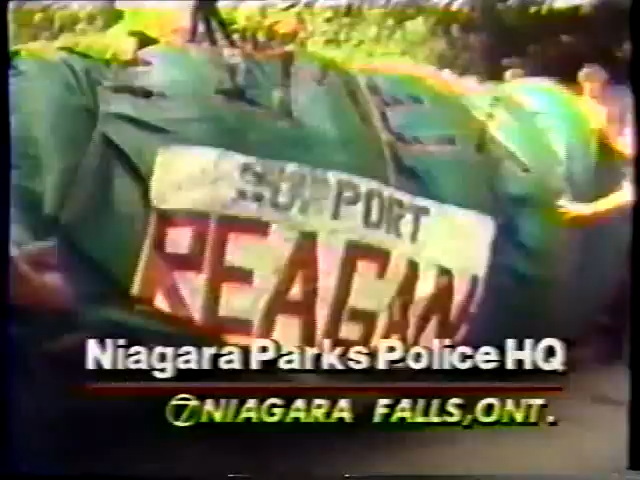 SUPPORT
REAGAN
Niagara Parks Police HQ
7 NIAGARA FALLS, ONT.